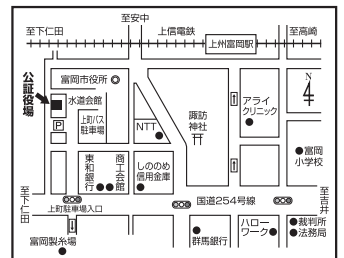 至安中
至下仁田
上信電鉄
至高崎
上州富岡駅
公証役場
富岡市役所
水道会館
P
上町バス
駐車場
NTT
諏訪
神社
アライ
クリニック
N
4
富岡
小学校
東和銀行
商工会館
しののめ
信用金庫
至下仁田
至吉井
国道254号線
上町駐車場入口
富岡製糸場
群馬銀行
ハロー
ワーク
裁判所
法務局